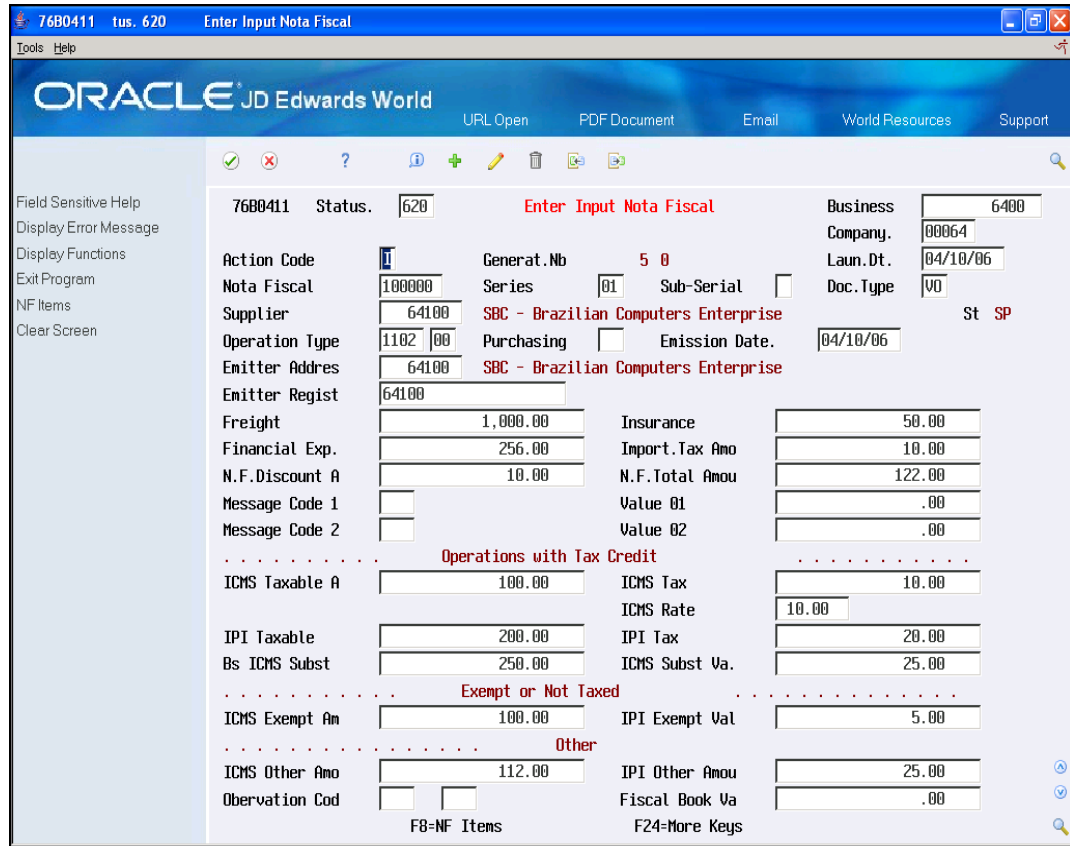 76B0411 tus. 620 Enter Input Nota Fiscal
Tools Help
ORACLE JD Edwards World
URL Open PDF Document Email World Resources Support
Field Sensitive Help
Display Error Message
Display Functions
Exit Program
NF Items
Clear Screen
76B0411 Status. 620 Enter Input Nota Fiscal Business 6400
Company. 00064
Action Code I Generat.Nb 5 0 Laun.Dt. 04/10/06
Nota Fiscal 100000 Series 01 Sub-Serial Doc.Type VO
Supplier 64100 SBC - Brazilian Computers Enterprise St SP
Operation Type 1102 00 Purchasing Emission Date. 04/10/06
Emitter Addres 64100 SBC - Brazilian Computers Enterprise
Emitter Regist 64100
Freight 1,000.00 Insurance 50.00
Financial Exp. 256.00 Import.Tax Amo 10.00
N.F.Discount A 10.00 N.F.Total Amou 122.00
Message Code 1 Value 01 .00
Message Code 2 Value 02 .00
. . . . . . . . . . Operations with Tax Credit . . . . . . . . . . .
ICMS Taxable A 100.00 ICMS Tax 10.00
ICMS Rate 10.00
IPI Taxable 200.00 IPI Tax 20.00
Bs ICMS Subst 250.00 ICMS Subst Va. 25.00
. . . . . . . . . . . Exempt or Not Taxed . . . . . . . . . . . . . .
ICMS Exempt Am 100.00 IPI Exempt Val 5.00
. . . . . . . . . . . . . . . . Other
ICMS Other Amo 112.00 IPI Other Amou 25.00
Obervation Cod Fiscal Book Va .00
F8=NF Items F24=More Keys